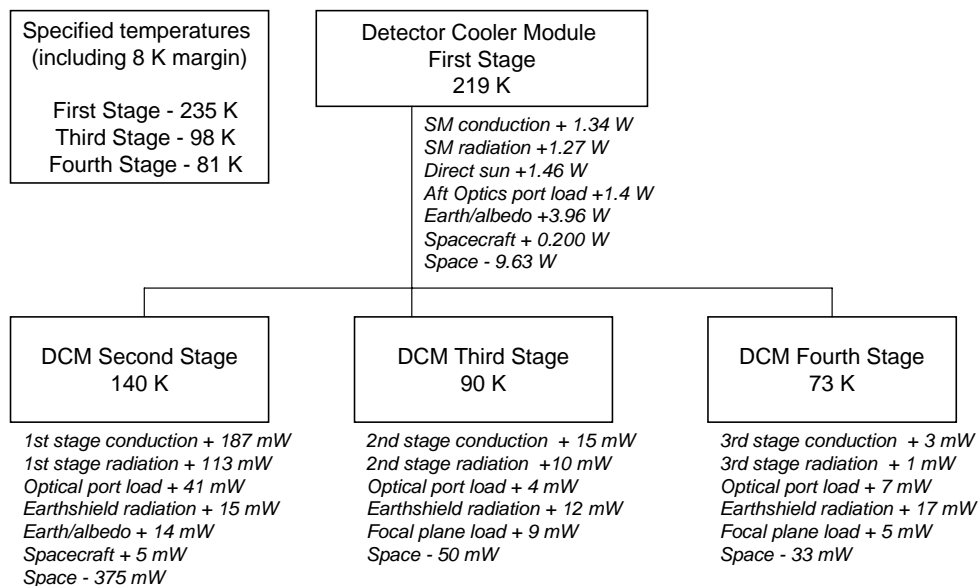 Specified temperatures
(including 8 K margin)
First Stage - 235 K
Third Stage - 98 K
Fourth Stage - 81 K
Detector Cooler Module
First Stage
219 K
SM conduction + 1.34 W
SM radiation +1.27 W
Direct sun +1.46 W
Aft Optics port load +1.4 W
Earth/albedo +3.96 W
Spacecraft + 0.200 W
Space - 9.63 W
DCM Second Stage
140 K
1st stage conduction + 187 mW
1st stage radiation + 113 mW
Optical port load + 41 mW
Earthshield radiation + 15 mW
Earth/albedo + 14 mW
Spacecraft + 5 mW
Space - 375 mW
DCM Third Stage
90 K
2nd stage conduction + 15 mW
2nd stage radiation +10 mW
Optical port load + 4 mW
Earthshield radiation + 12 mW
Focal plane load + 9 mW
Space - 50 mW
DCM Fourth Stage
73 K
3rd stage conduction + 3 mW
3rd stage radiation + 1 mW
Optical port load + 7 mW
Earthshield radiation + 17 mW
Focal plane load + 5 mW
Space - 33 mW